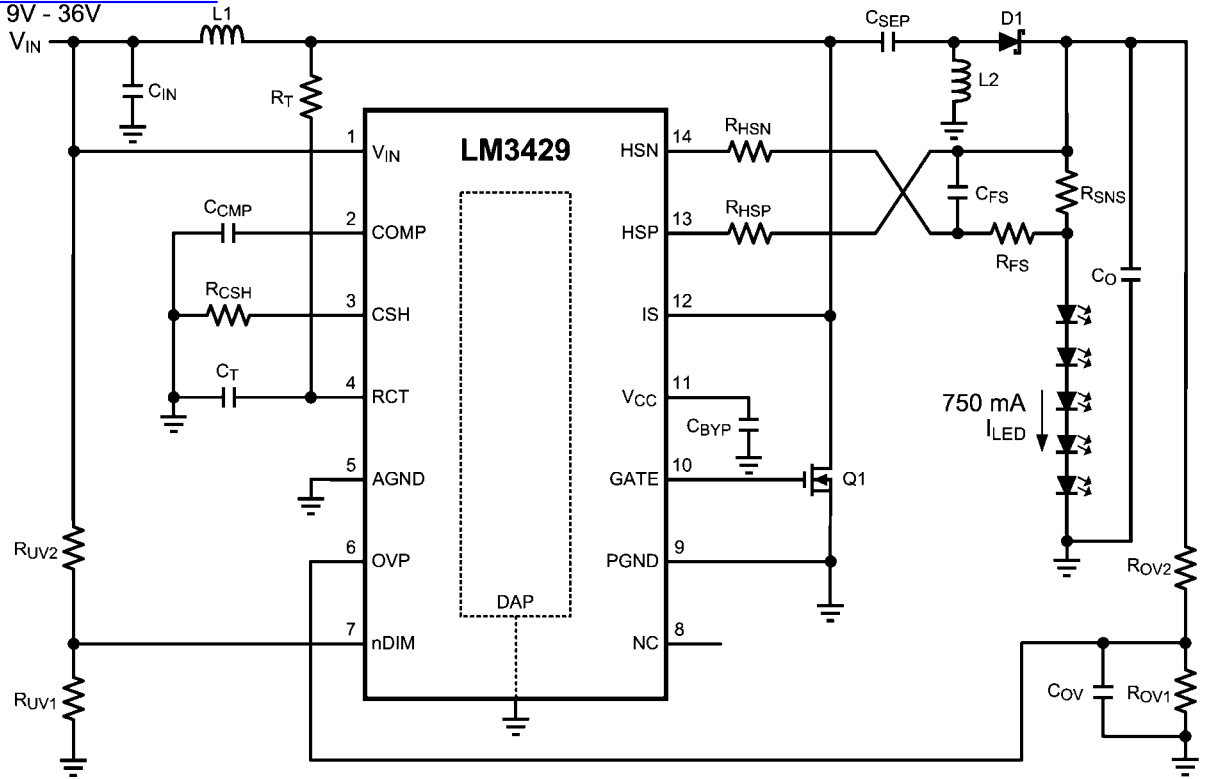 9V - 36V
VIN
L1
CSEP
D1
CIN
RT
L2
LM3429
1
VIN
14
HSN
RHSN
CFS
RSNS
CCMP
2
COMP
13
HSP
RHSP
RFS
CO
RCSH
3
CSH
12
IS
CT
4
RCT
11
VCC
CBYP
750 mA
ILED
5
AGND
10
GATE
Q1
RUV2
6
OVP
9
PGND
ROV2
DAP
7
nDIM
8
NC
RUV1
COV
ROV1